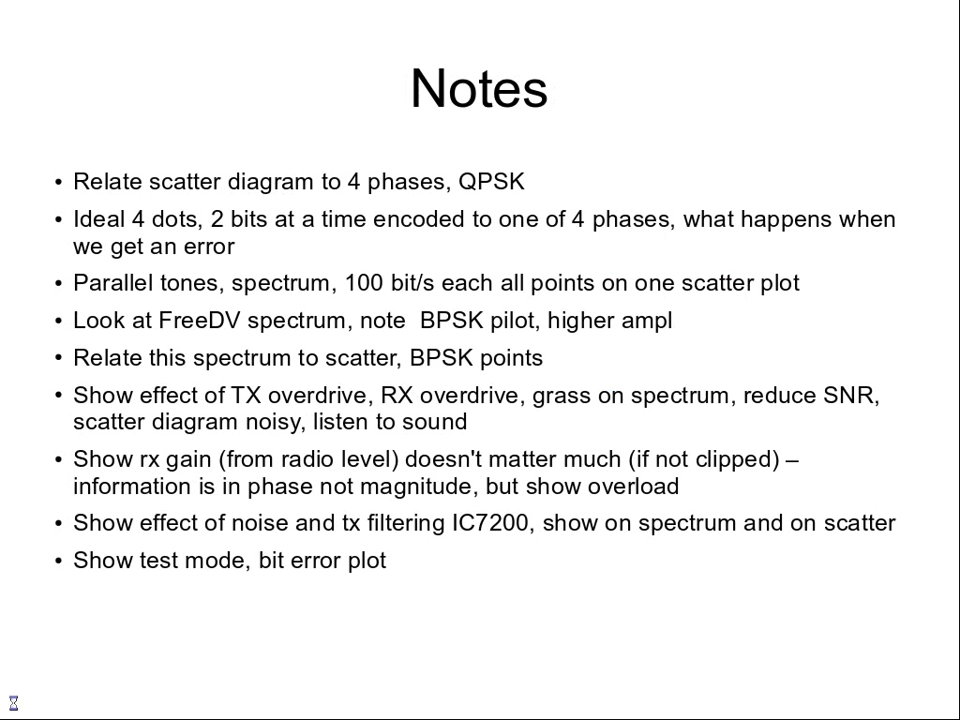 Notes
• Relate scatter diagram to 4 phases, QPSK
• Ideal 4 dots, 2 bits at a time encoded to one of 4 phases, what happens when
we get an error
• Parallel tones, spectrum, 100 bit/s each all points on one scatter plot
• Look at FreeDV spectrum, note  BPSK pilot, higher ampl
• Relate this spectrum to scatter, BPSK points
• Show effect of TX overdrive, RX overdrive, grass on spectrum, reduce SNR,
scatter diagram noisy, listen to sound
• Show rx gain (from radio level) doesn't matter much (if not clipped) –
information is in phase not magnitude, but show overload
• Show effect of noise and tx filtering IC7200, show on spectrum and on scatter
• Show test mode, bit error plot